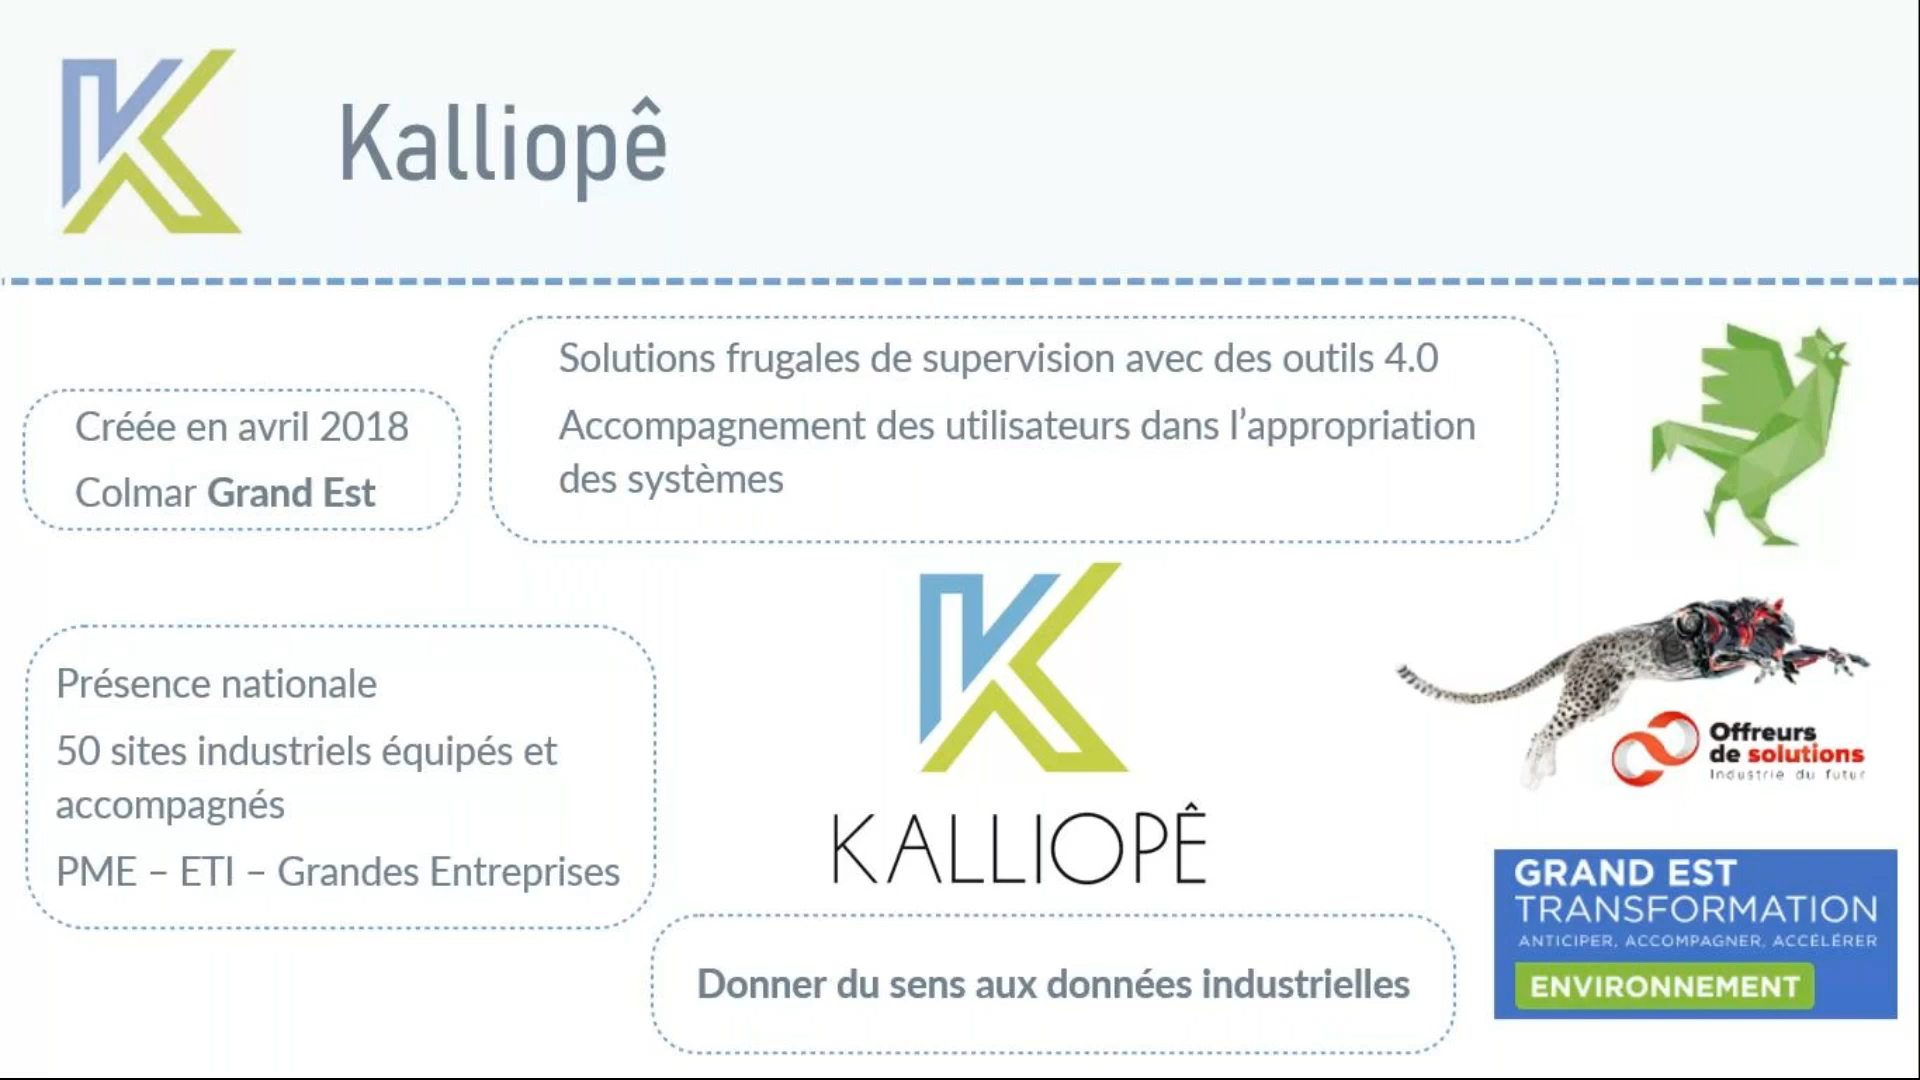 Kalliopê
Créée en avril 2018
Colmar Grand Est
Solutions frugales de supervision avec des outils 4.0
Accompagnement des utilisateurs dans l’appropriation
des systèmes
Présence nationale
50 sites industriels équipés et
accompagnés
PME – ETI – Grandes Entreprises
KALLIOPÊ
Donner du sens aux données industrielles
Offreurs
de solutions
Industrie du futur
GRAND EST
TRANSFORMATION
ANTICIPER, ACCOMPAGNER, ACCÉLÉRER
ENVIRONNEMENT